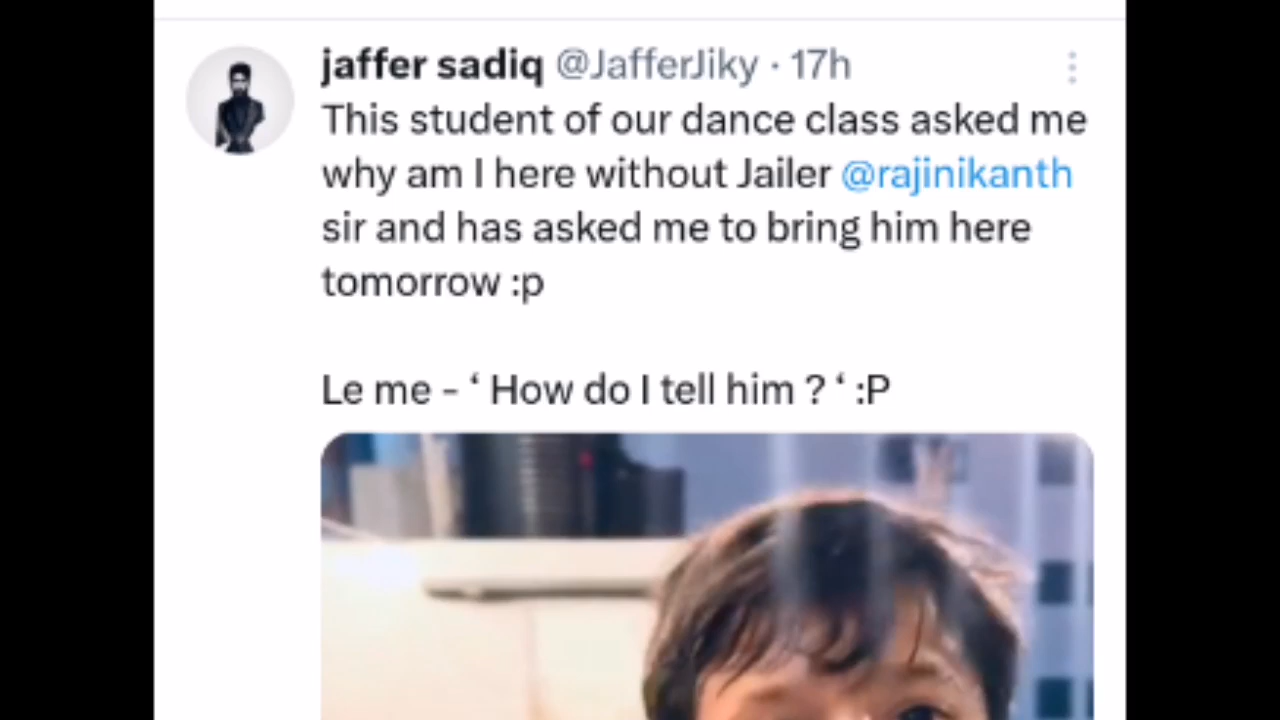 jaffer sadiq @JafferJiky · 17h
This student of our dance class asked me
why am I here without Jailer @rajinikanth
sir and has asked me to bring him here
tomorrow :p
Le me - ‘ How do I tell him ? ‘ :P